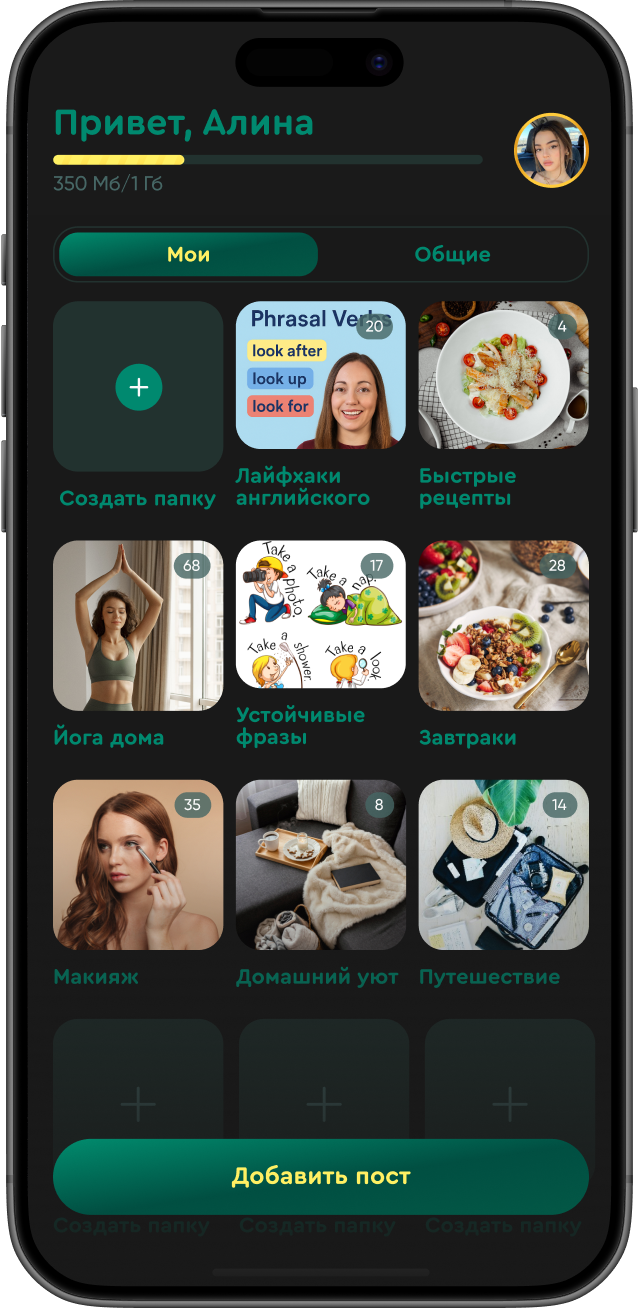 Привет, Алина
350 Мб/1 Гб
Мои
Общие
Создать папку
Phrasal Verbs
20
look after
look up
look for
Лайфхаки
английского
4
Быстрые
рецепты
68
Йога дома
Take a photo.
Take a nap.
17
Take a shower.
Take a look.
Устойчивые
фразы
28
Завтраки
35
Макияж
8
Домашний уют
14
Путешествие
Добавить пост
Создать папку
Создать папку
Создать папку